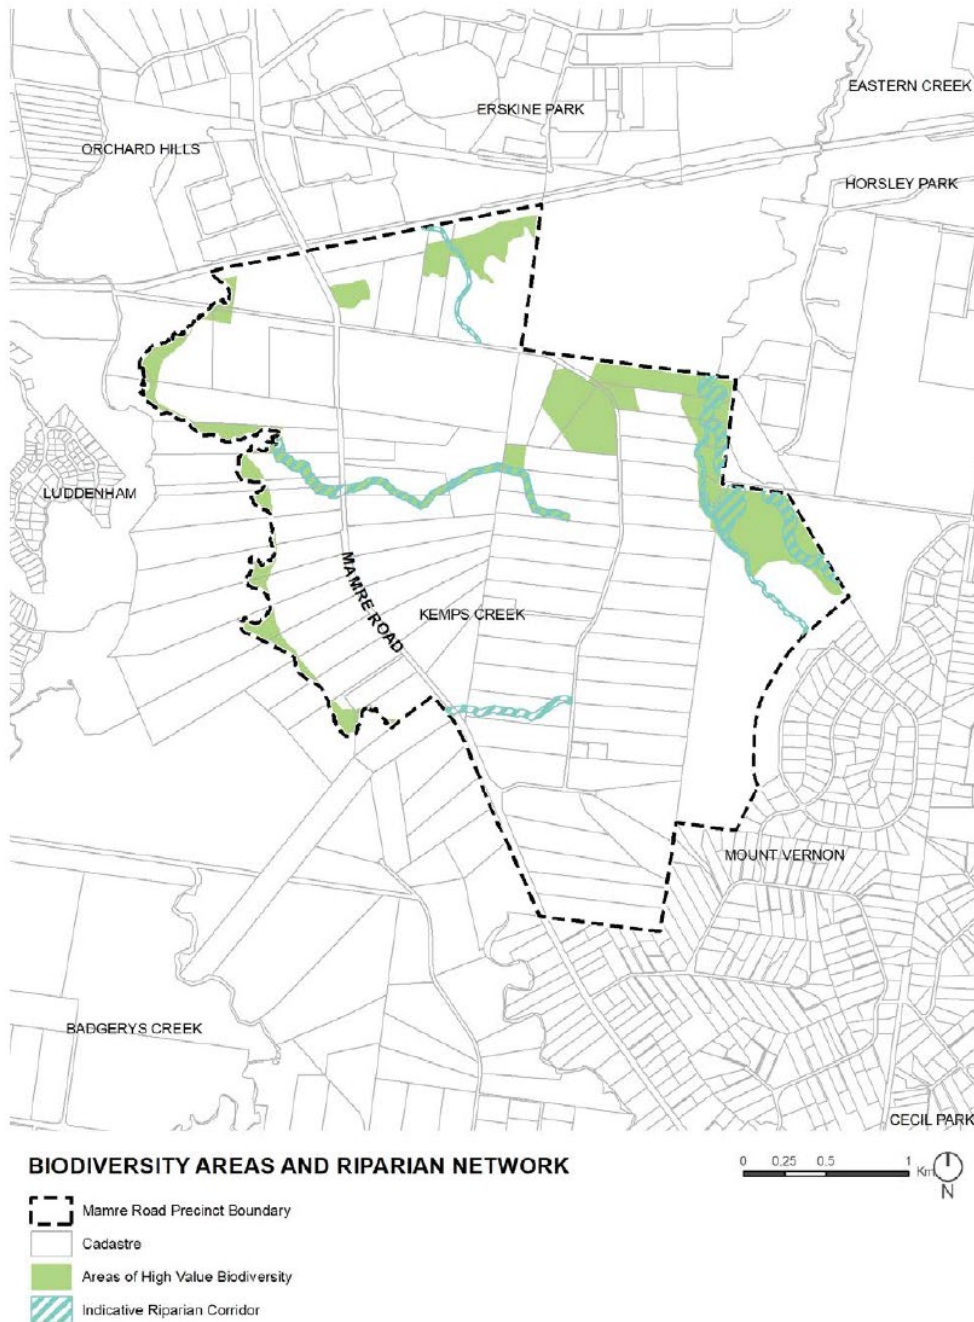 EASTERN CREEK
ERSKINE PARK
ORCHARD HILLS
HORSLEY PARK
LUDDENHAM
MAMRE ROAD
KEMPS CREEK
MOUNT VERNON
BADGERYS CREEK
CECIL PARK
BIODIVERSITY AREAS AND RIPARIAN NETWORK
0 0.25 0.5 1 Km
N
Mamre Road Precinct Boundary
Cadastre
Areas of High Value Biodiversity
Indicative Riparian Corridor